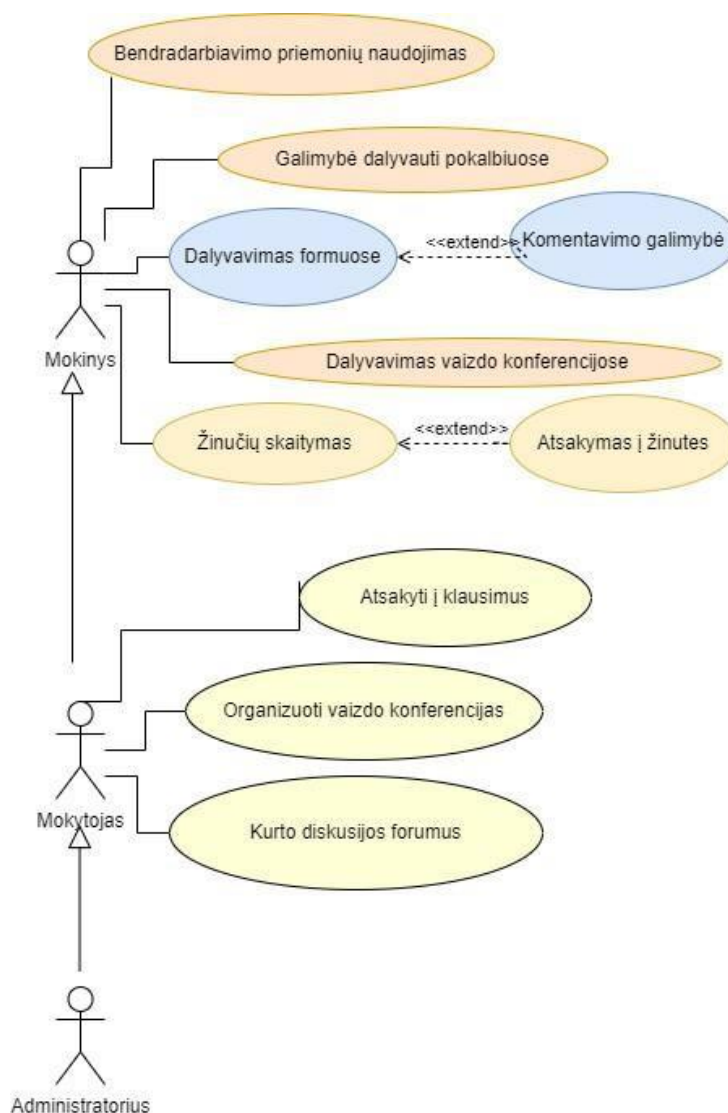 Bendradarbiavimo priemonių naudojimas
Galimybė dalyvauti pokalbiuose
Dalyvavimas formuose
<<extend>>
Komentavimo galimybė
Mokinys
Dalyvavimas vaizdo konferencijose
Žinučių skaitymas
<<extend>>
Atsakymas į žinutes
Atsakyti į klausimus
Organizuoti vaizdo konferencijas
Mokytojas
Kurto diskusijos forumus
Administratorius